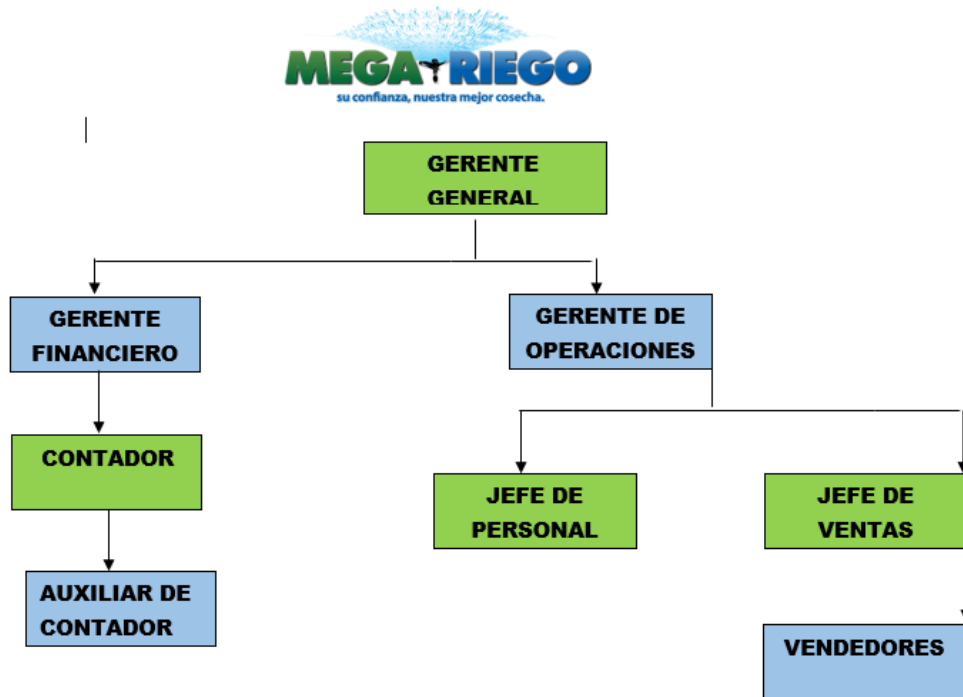 MEGA RIEGO
su confianza, nuestra mejor cosecha.
GERENTE
GENERAL
GERENTE
FINANCIERO
GERENTE DE
OPERACIONES
CONTADOR
JEFE DE
PERSONAL
JEFE DE
VENTAS
AUXILIAR DE
CONTADOR
VENDEDORES